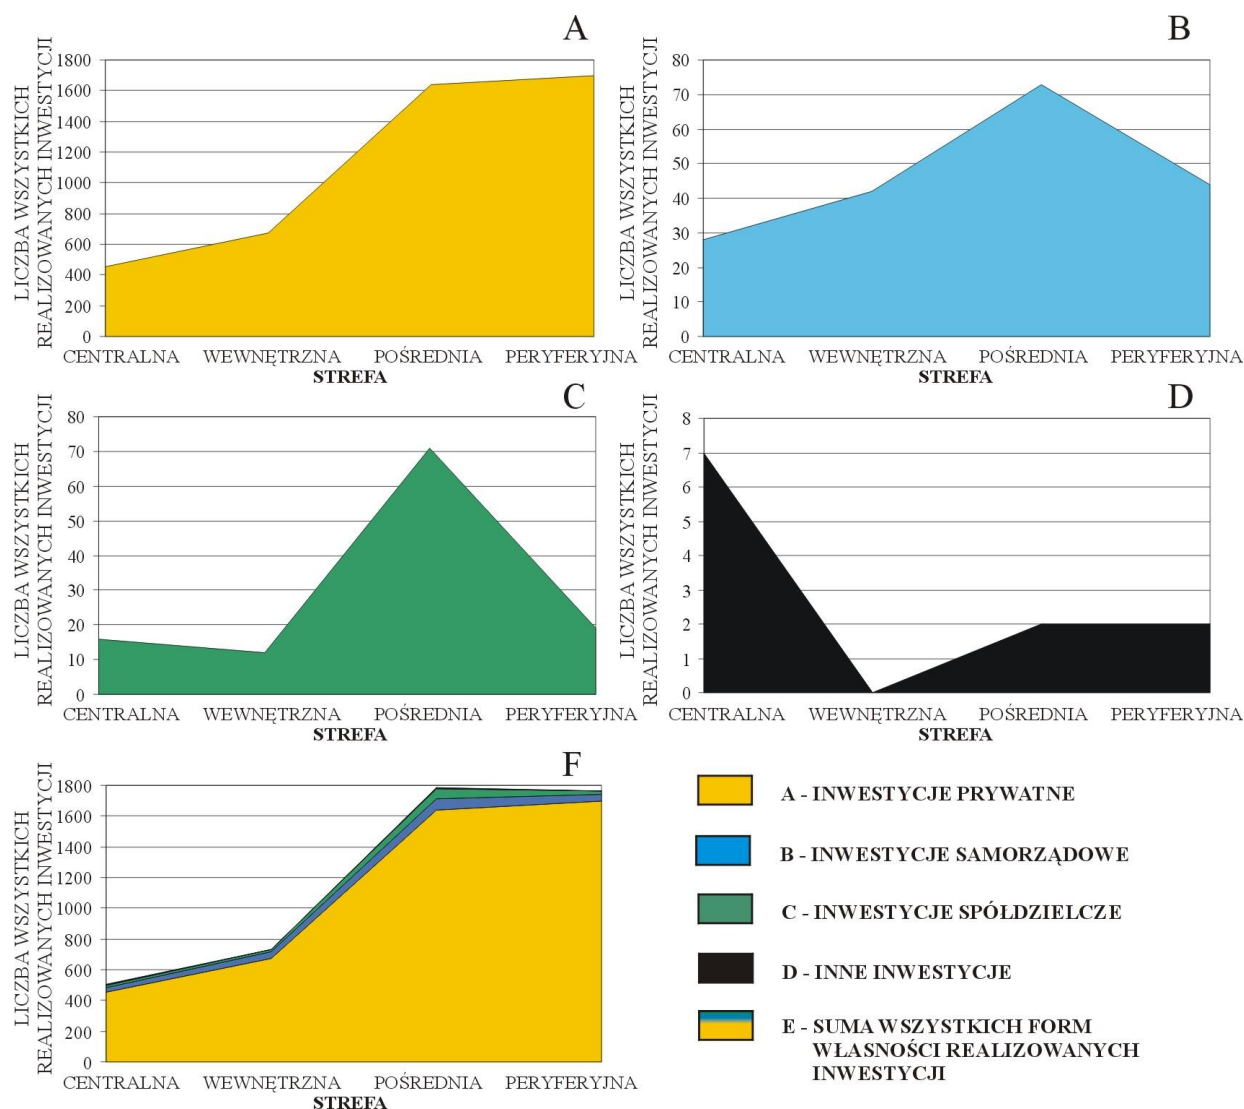 A
LICZBA WSZYSTKICH
REALIZOWANYCH INWESTYCJI
1800
1600
1400
1200
1000
800
600
400
200
0
CENTRALNA WEWNĘTRZNA POŚREDNIA PERYFERYJNA
STREFA
B
LICZBA WSZYSTKICH
REALIZOWANYCH INWESTYCJI
80
70
60
50
40
30
20
10
0
CENTRALNA WEWNĘTRZNA POŚREDNIA PERYFERYJNA
STREFA
C
LICZBA WSZYSTKICH
REALIZOWANYCH INWESTYCJI
80
70
60
50
40
30
20
10
0
CENTRALNA WEWNĘTRZNA POŚREDNIA PERYFERYJNA
STREFA
D
LICZBA WSZYSTKICH
REALIZOWANYCH INWESTYCJI
8
7
6
5
4
3
2
1
0
CENTRALNA WEWNĘTRZNA POŚREDNIA PERYFERYJNA
STREFA
F
LICZBA WSZYSTKICH
REALIZOWANYCH INWESTYCJI
1800
1600
1400
1200
1000
800
600
400
200
0
CENTRALNA WEWNĘTRZNA POŚREDNIA PERYFERYJNA
STREFA
A - INWESTYCJE PRYWATNE
B - INWESTYCJE SAMORZĄDOWE
C - INWESTYCJE SPÓŁDZIELCZE
D - INNE INWESTYCJE
E - SUMA WSZYSTKICH FORM
WŁASNOŚCI REALIZOWANYCH
INWESTYCJI